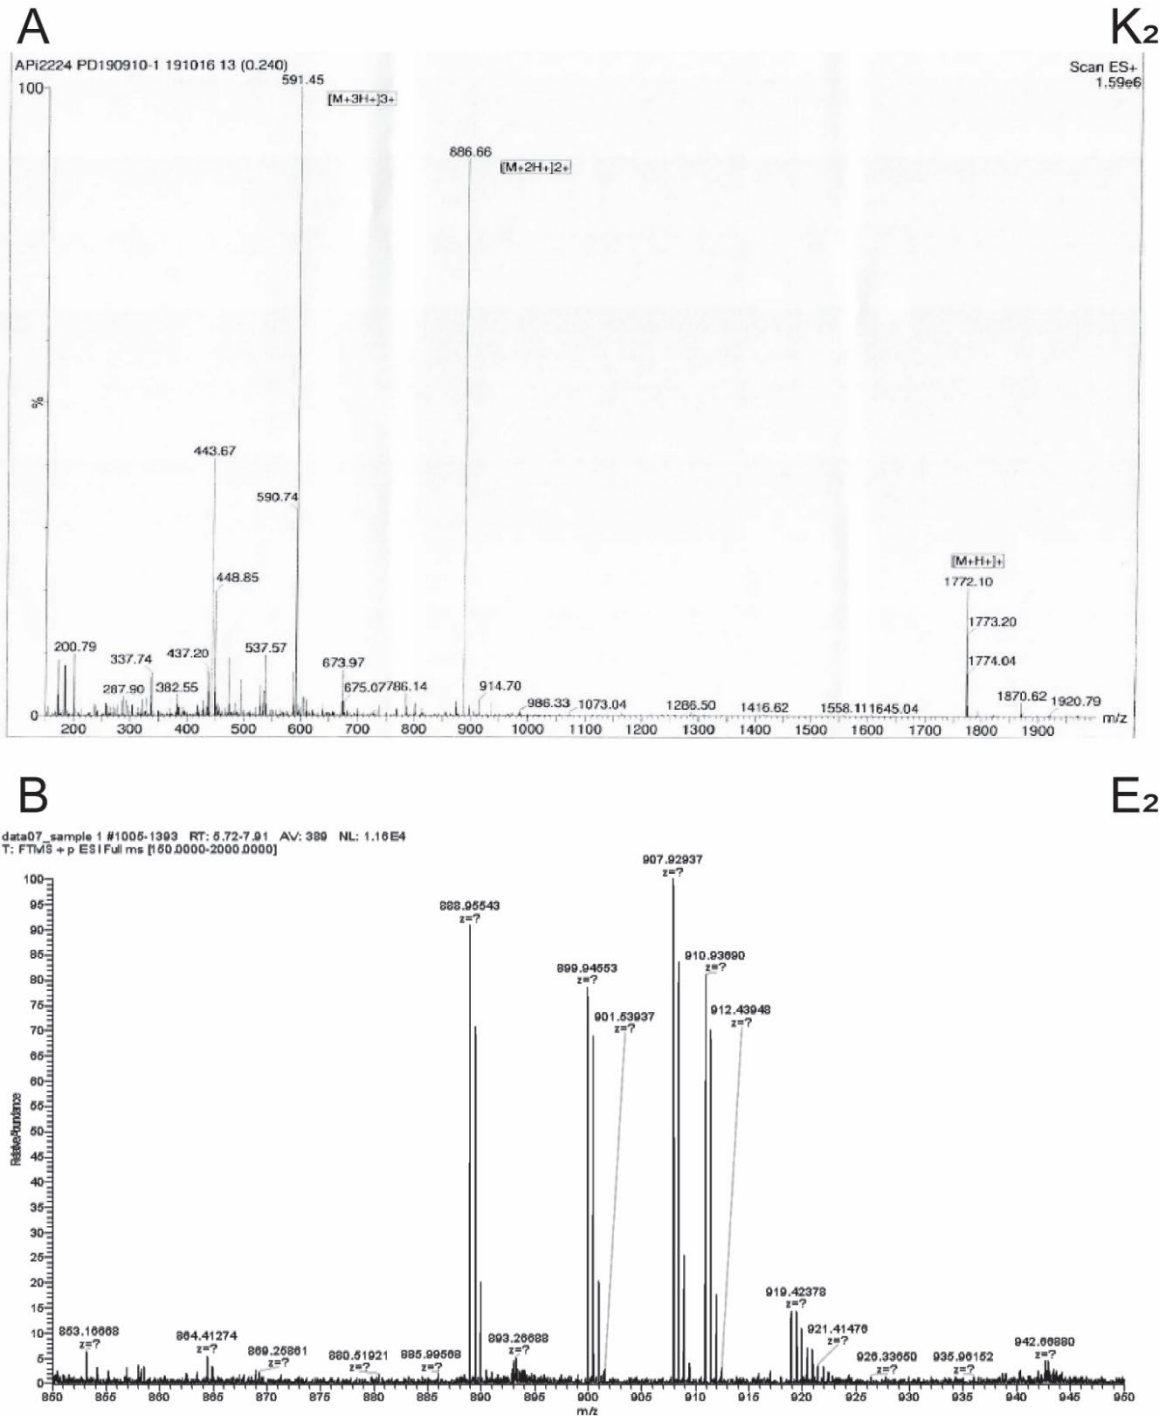 A
K₂
APi2224 PD190910-1 191016 13 (0.240)
Scan ES+
1.59e6
100
591.45
[M+3H+]3+
886.66
[M+2H+]2+
%
443.67
590.74
[M+H+]+
1772.10
448.85
1773.20
200.79
337.74
437.20
537.57
673.97
1774.04
287.90
382.55
675.07
786.14
914.70
986.33
1073.04
1286.50
1416.62
1558.11
1645.04
1870.62
1920.79
0
m/z
200 300 400 500 600 700 800 900 1000 1100 1200 1300 1400 1500 1600 1700 1800 1900
B
E₂
data07_sample 1 #1005-1393 RT: 5.72-7.91 AV: 389 NL: 1.16E4
T: FTMS + p ESI Full ms [150.0000-2000.0000]
907.92937
z=?
888.95543
z=?
899.94553
z=?
910.93690
z=?
901.53937
z=?
912.43948
z=?
919.42378
z=?
853.16668
z=?
864.41274
z=?
869.25861
z=?
880.51921
z=?
885.99568
z=?
893.26688
z=?
921.41476
z=?
926.33650
z=?
935.96152
z=?
942.66880
z=?
Relative Abundance
100
95
90
85
80
75
70
65
60
55
50
45
40
35
30
25
20
15
10
5
0
850 855 860 865 870 875 880 885 890 895 900 905 910 915 920 925 930 935 940 945 950
m/z